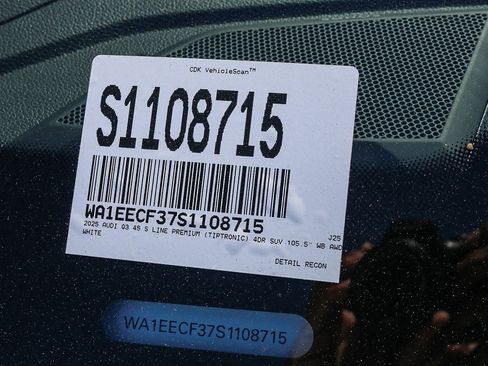 CDK VehicleScan™
S1108715
WA1EECF37S1108715
J25
2025 AUDI Q3 45 S LINE PREMIUM (TIPTRONIC) 4DR SUV 105.5" WB AWD
WHITE
DETAIL RECON
WA1EECF37S1108715